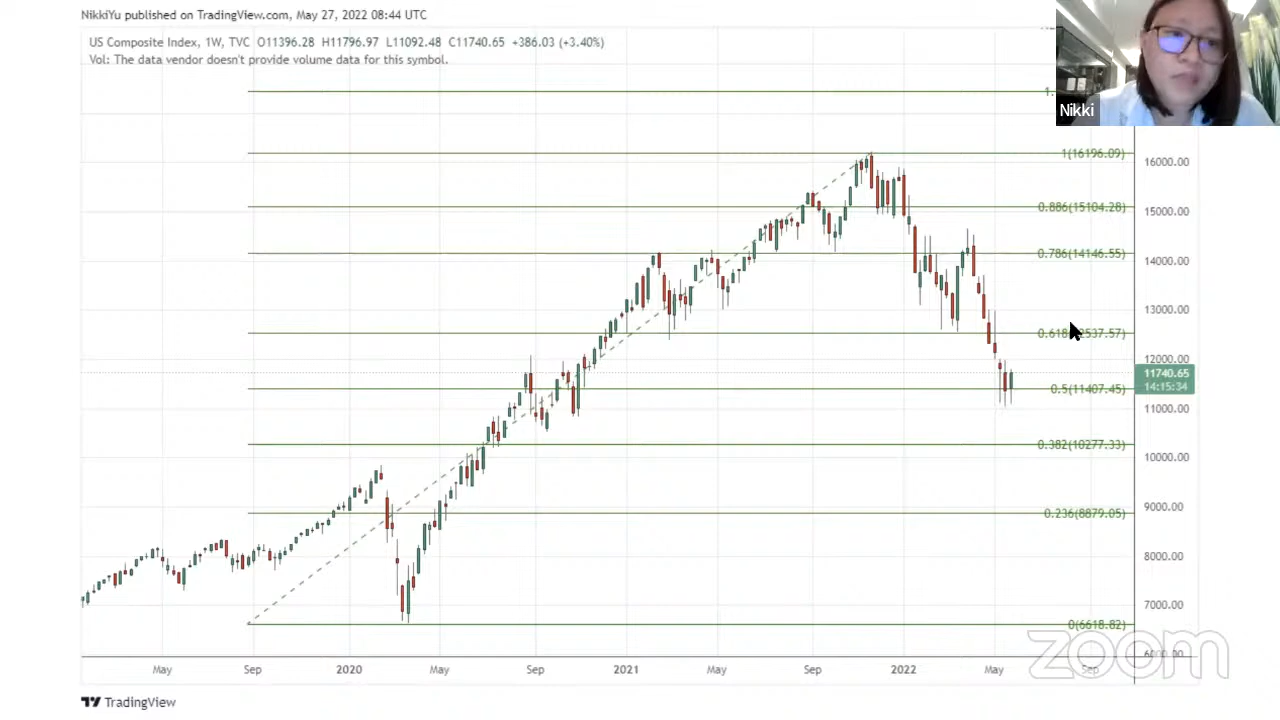 NikkiYu published on TradingView.com, May 27, 2022 08:44 UTC
US Composite Index, 1W, TVC O11396.28 H11796.97 L11092.48 C11740.65 +386.03 (+3.40%)
Vol: The data vendor doesn't provide volume data for this symbol.
Nikki
1(16196.09)
16000.00
0.886(15104.28)
15000.00
0.786(14146.55)
14000.00
13000.00
12000.00
11740.65
14:15:34
0.5(11407.45)
11000.00
0.382(10277.33)
10000.00
0.236(8879.05)
9000.00
8000.00
7000.00
0(6618.82)
6000.00
zoom
May Sep 2020 May Sep 2021 May Sep 2022 May Sep
TradingView